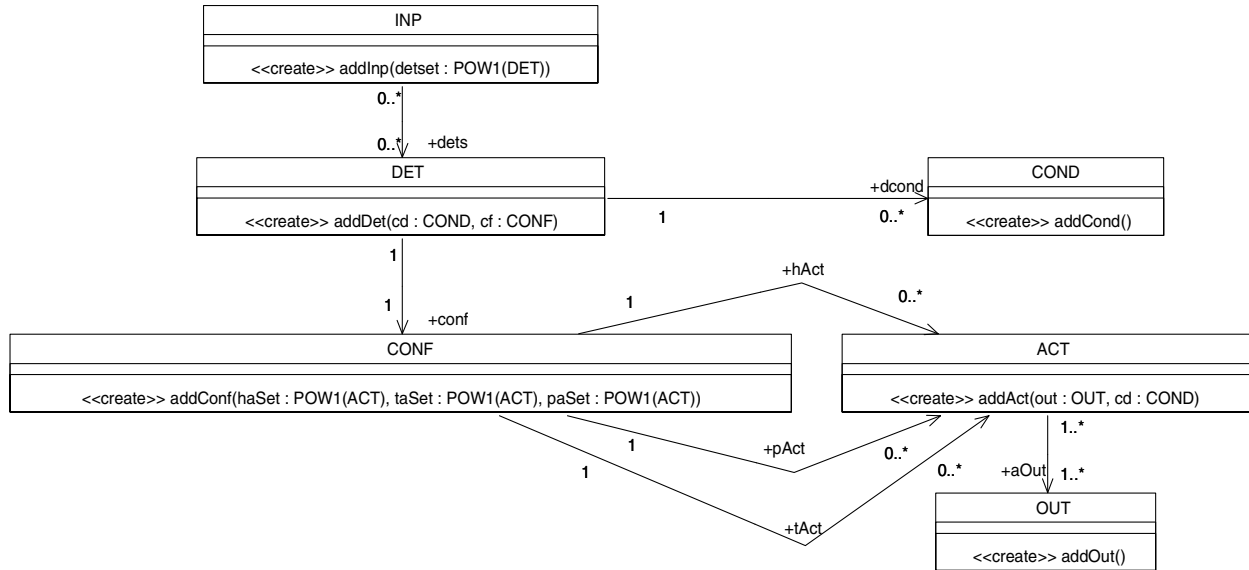 INP
<<create>> addInp(detset : POW1(DET))
0..*
0..*
+dets
DET
<<create>> addDet(cd : COND, cf : CONF)
1
+dcond
0..*
COND
<<create>> addCond()
1
1
+conf
+hAct
1
0..*
CONF
<<create>> addConf(haSet : POW1(ACT), taSet : POW1(ACT), paSet : POW1(ACT))
ACT
<<create>> addAct(out : OUT, cd : COND)
1
+pAct
0..*
1
+tAct
0..*
1..*
+aOut
1..*
OUT
<<create>> addOut()